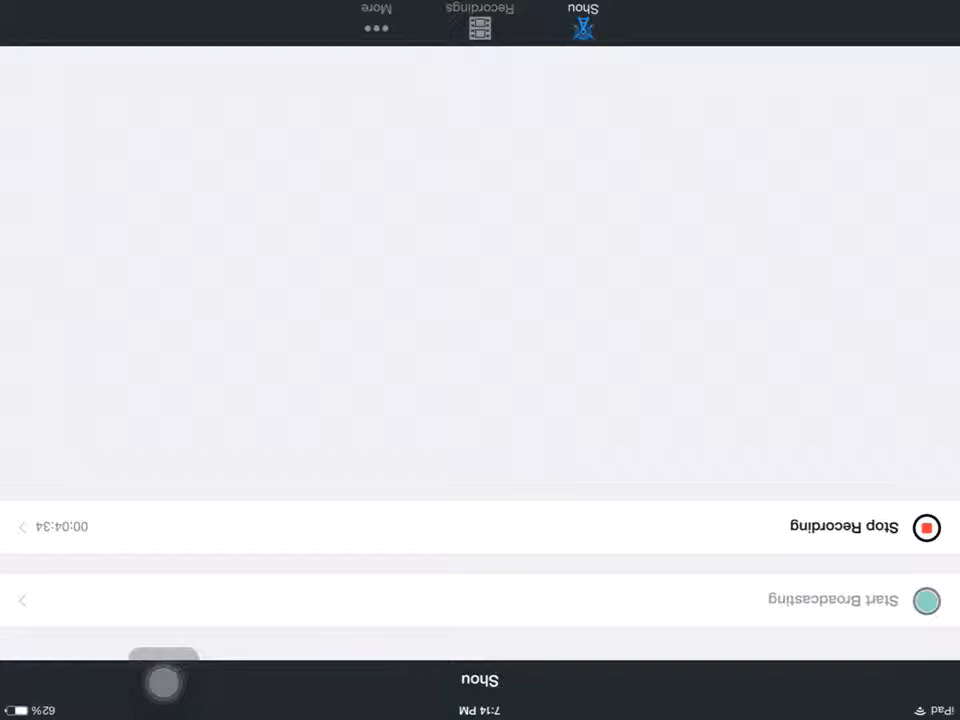 iPad 7:14 PM 62%
Shou
Start Broadcasting
Stop Recording 00:04:34
Shou Recordings More